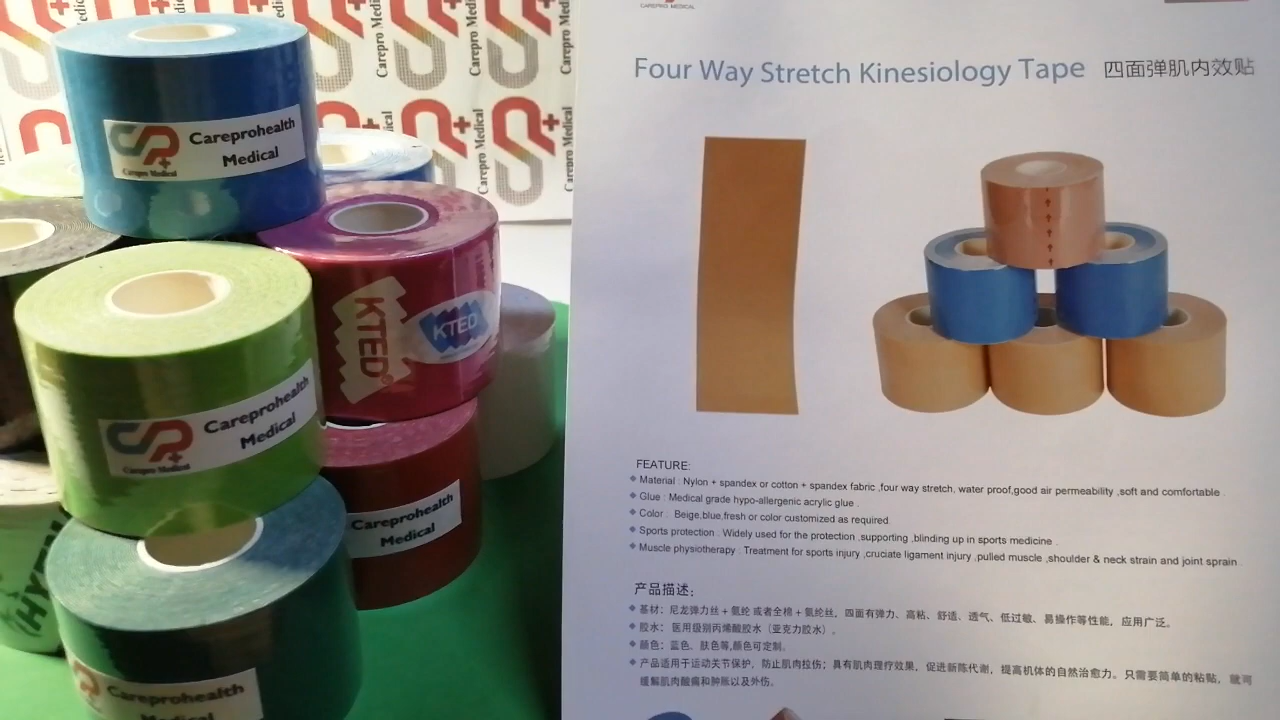 Carepro Medical
Carepro Medical
Carepro Medical
Carepro Medical
Careprohealth
Medical
Carepro Medical
KTED®
KTED
Careprohealth
Medical
Carepro Medical
Careprohealth
Medical
Careprohealth
Medical
CAREPRO MEDICAL
Four Way Stretch Kinesiology Tape 四面弹肌内效贴
FEATURE:
Material : Nylon + spandex or cotton + spandex fabric ,four way stretch, water proof,good air permeability ,soft and comfortable .
Glue : Medical grade hypo-allergenic acrylic glue .
Color : Beige,blue,fresh or color customized as required.
Sports protection . Widely used for the protection ,supporting ,blinding up in sports medicine .
Muscle physiotherapy . Treatment for sports injury ,cruciate ligament injury ,pulled muscle ,shoulder & neck strain and joint sprain .
产品描述：
基材：尼龙弹力丝 + 氨纶 或者全棉 + 氨纶丝，四面有弹力、高粘、舒适、透气、低过敏、易操作等性能，应用广泛。
胶水： 医用级别丙烯酸胶水（亚克力胶水）。
颜色：蓝色、肤色等,颜色可定制。
产品适用于运动关节保护、防止肌肉拉伤；具有肌肉理疗效果，促进新陈代谢，提高机体的自然治愈力。只需要简单的粘贴，就可
缓解肌肉酸痛和肿胀以及外伤。